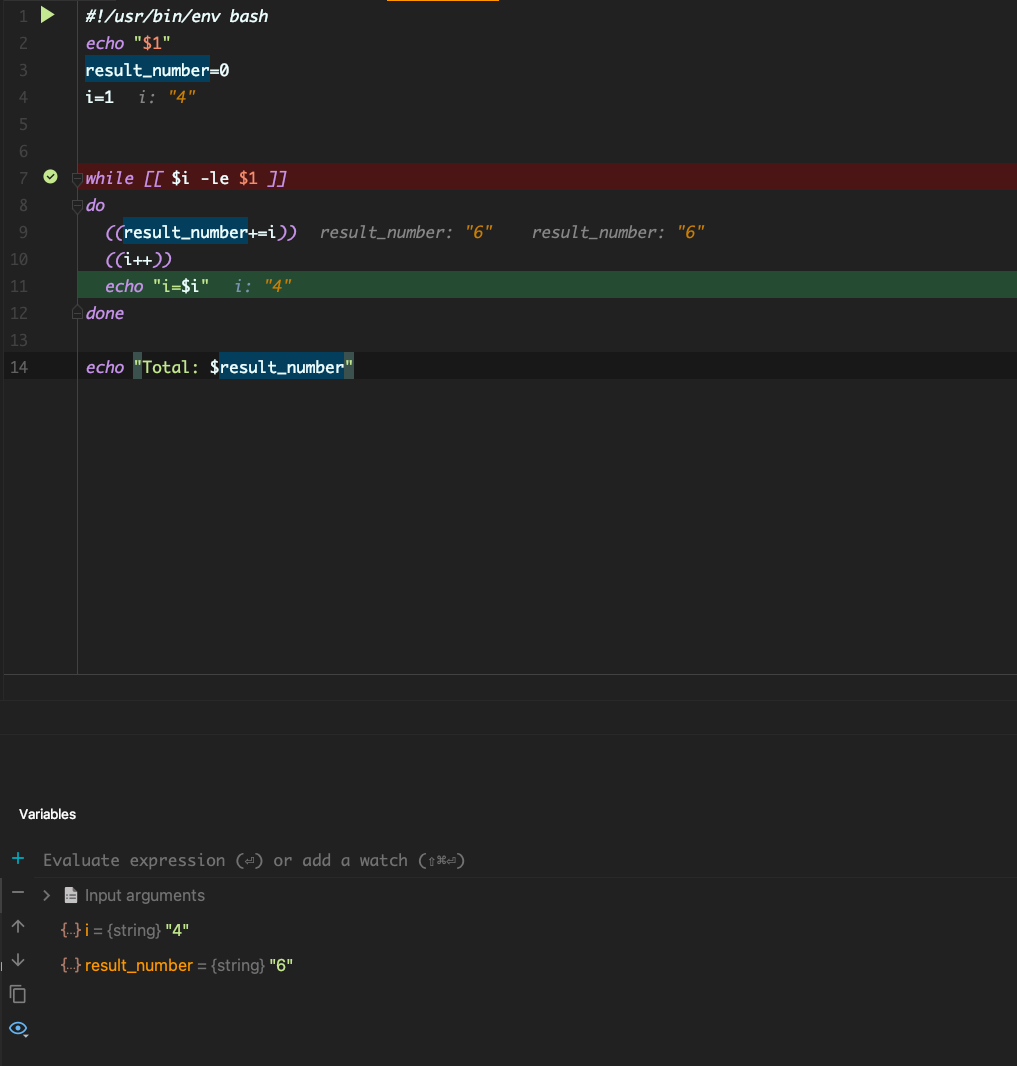 1 #!/usr/bin/env bash
2 echo "$1"
3 result_number=0
4 i=1 i: "4"
5
6
7 while [[ $i -le $1 ]]
8 do
9 ((result_number+=i)) result_number: "6" result_number: "6"
10 ((i++))
11 echo "i=$i" i: "4"
12 done
13
14 echo "Total: $result_number"
Variables
Evaluate expression (⏎) or add a watch (⇧⌘⏎)
Input arguments
{..} i = {string} "4"
{..} result_number = {string} "6"